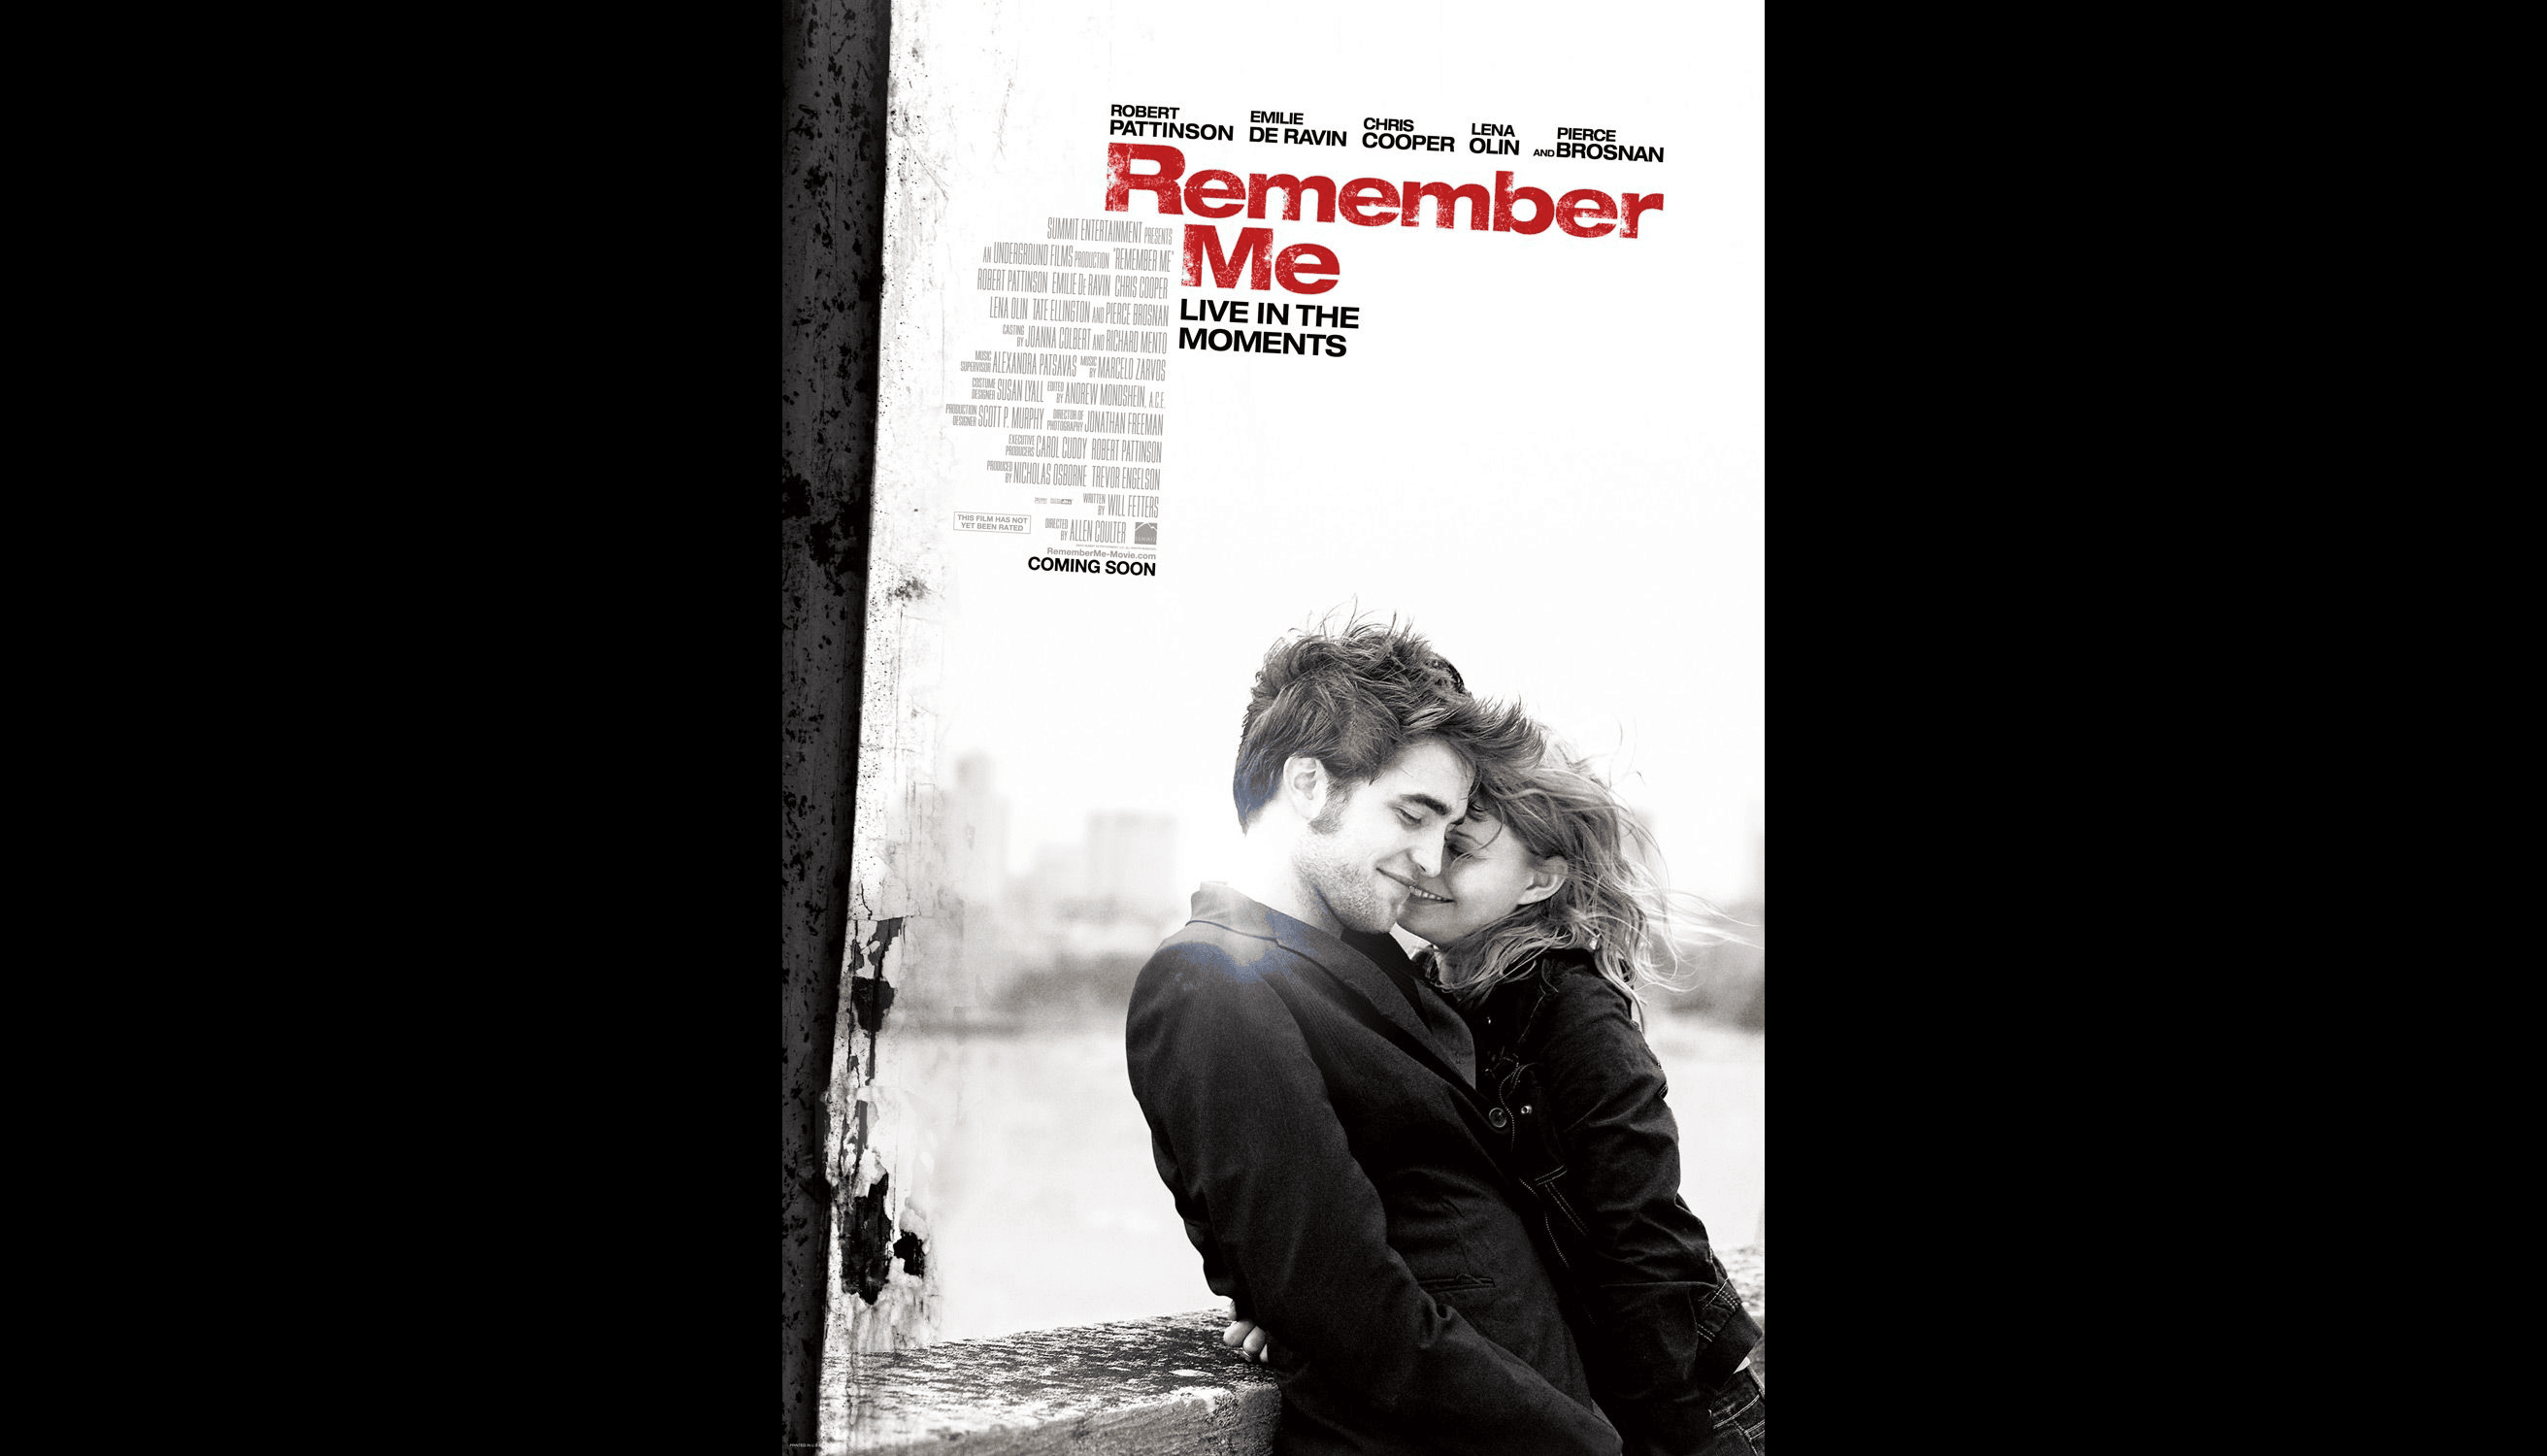 ROBERT PATTINSON EMILIE DE RAVIN CHRIS COOPER LENA OLIN AND PIERCE BROSNAN
Remember
Me
LIVE IN THE
MOMENTS
SUMMIT ENTERTAINMENT PRESENTS
AN UNDERGROUND FILMS PRODUCTION "REMEMBER ME"
ROBERT PATTINSON EMILIE DE RAVIN CHRIS COOPER
LENA OLIN TATE ELLINGTON AND PIERCE BROSNAN
CASTING BY JOANNA COLBERT AND RICHARD MENTO
MUSIC SUPERVISOR ALEXANDRA PATSAVAS MUSIC BY MARCELO ZARVOS
COSTUME DESIGNER SUSAN LYALL EDITED BY ANDREW MONDSHEIN, A.C.E.
PRODUCTION DESIGNER SCOTT P. MURPHY DIRECTOR OF PHOTOGRAPHY JONATHAN FREEMAN
EXECUTIVE PRODUCERS CAROL CUDDY ROBERT PATTINSON
PRODUCED BY NICHOLAS OSBORNE TREVOR ENGELSON
WRITTEN BY WILL FETTERS
THIS FILM HAS NOT
YET BEEN RATED
DIRECTED BY ALLEN COULTER
SUMMIT
RememberMe-Movie.com
COMING SOON